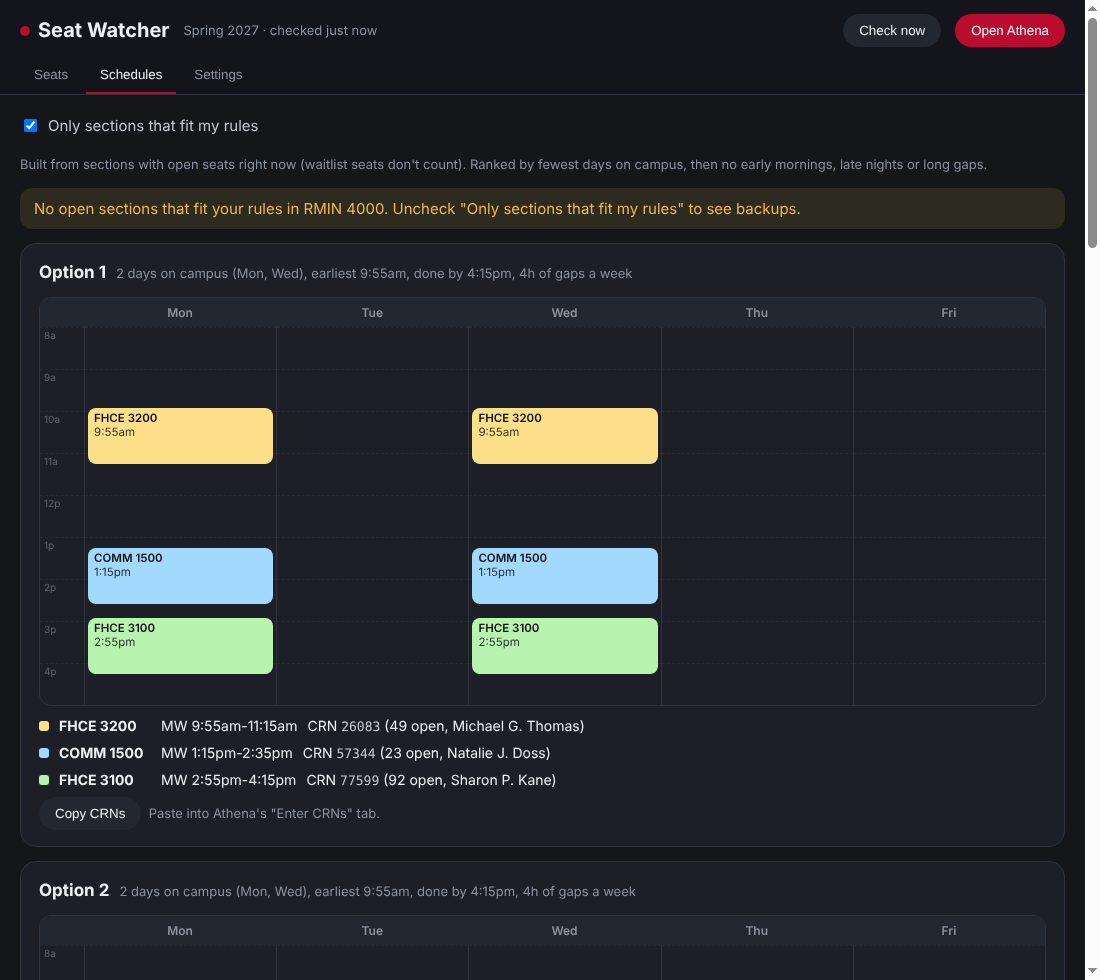 Seat Watcher Spring 2027 · checked just now Check now Open Athena
Seats Schedules Settings
Only sections that fit my rules
Built from sections with open seats right now (waitlist seats don't count). Ranked by fewest days on campus, then no early mornings, late nights or long gaps.
No open sections that fit your rules in RMIN 4000. Uncheck "Only sections that fit my rules" to see backups.
Option 1 2 days on campus (Mon, Wed), earliest 9:55am, done by 4:15pm, 4h of gaps a week
Mon Tue Wed Thu Fri
8a
9a
10a FHCE 3200 FHCE 3200
9:55am 9:55am
11a
12p
1p
COMM 1500 COMM 1500
1:15pm 1:15pm
2p
3p FHCE 3100 FHCE 3100
2:55pm 2:55pm
4p
FHCE 3200 MW 9:55am-11:15am CRN 26083 (49 open, Michael G. Thomas)
COMM 1500 MW 1:15pm-2:35pm CRN 57344 (23 open, Natalie J. Doss)
FHCE 3100 MW 2:55pm-4:15pm CRN 77599 (92 open, Sharon P. Kane)
Copy CRNs Paste into Athena's "Enter CRNs" tab.
Option 2 2 days on campus (Mon, Wed), earliest 9:55am, done by 4:15pm, 4h of gaps a week
Mon Tue Wed Thu Fri
8a